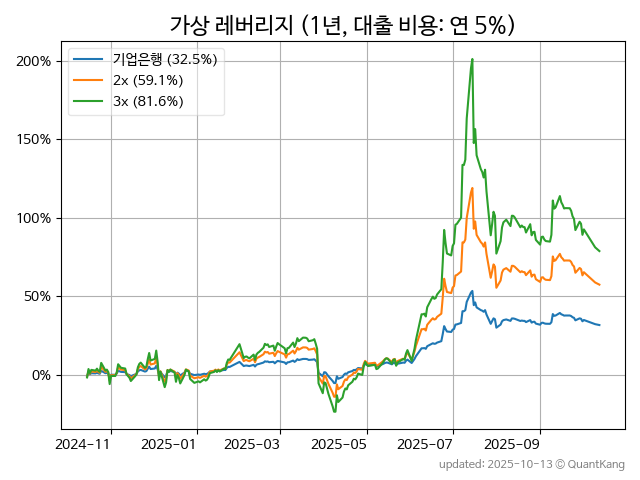 가상 레버리지 (1년, 대출 비용: 연 5%)
기업은행 (32.5%)
2x (59.1%)
3x (81.6%)
200%
150%
100%
50%
0%
2024-11 2025-01 2025-03 2025-05 2025-07 2025-09
updated: 2025-10-13 © QuantKang